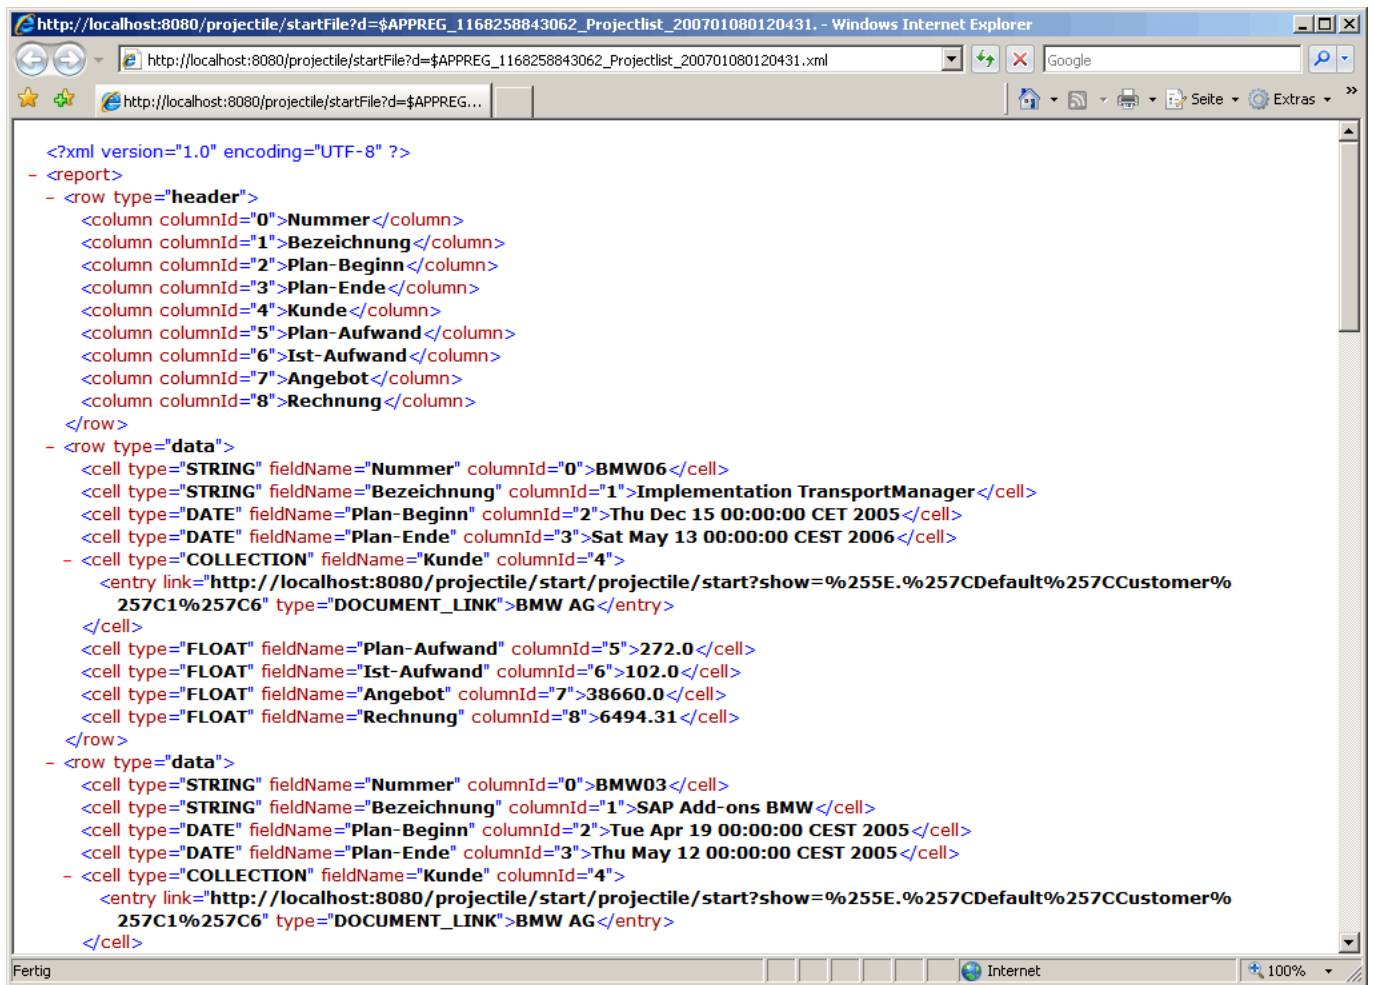 http://localhost:8080/projectile/startFile?d=$APPREG_1168258843062_Projectlist_200701080120431. - Windows Internet Explorer
http://localhost:8080/projectile/startFile?d=$APPREG_1168258843062_Projectlist_200701080120431.xml
Google
http://localhost:8080/projectile/startFile?d=$APPREG...
Seite
Extras
»
<?xml version="1.0" encoding="UTF-8" ?>
- <report>
- <row type="header">
<column columnId="0">Nummer</column>
<column columnId="1">Bezeichnung</column>
<column columnId="2">Plan-Beginn</column>
<column columnId="3">Plan-Ende</column>
<column columnId="4">Kunde</column>
<column columnId="5">Plan-Aufwand</column>
<column columnId="6">Ist-Aufwand</column>
<column columnId="7">Angebot</column>
<column columnId="8">Rechnung</column>
</row>
- <row type="data">
<cell type="STRING" fieldName="Nummer" columnId="0">BMW06</cell>
<cell type="STRING" fieldName="Bezeichnung" columnId="1">Implementation TransportManager</cell>
<cell type="DATE" fieldName="Plan-Beginn" columnId="2">Thu Dec 15 00:00:00 CET 2005</cell>
<cell type="DATE" fieldName="Plan-Ende" columnId="3">Sat May 13 00:00:00 CEST 2006</cell>
- <cell type="COLLECTION" fieldName="Kunde" columnId="4">
<entry link="http://localhost:8080/projectile/start/projectile/start?show=%255E.%257CDefault%257CCustomer%
257C1%257C6" type="DOCUMENT_LINK">BMW AG</entry>
</cell>
<cell type="FLOAT" fieldName="Plan-Aufwand" columnId="5">272.0</cell>
<cell type="FLOAT" fieldName="Ist-Aufwand" columnId="6">102.0</cell>
<cell type="FLOAT" fieldName="Angebot" columnId="7">38660.0</cell>
<cell type="FLOAT" fieldName="Rechnung" columnId="8">6494.31</cell>
</row>
- <row type="data">
<cell type="STRING" fieldName="Nummer" columnId="0">BMW03</cell>
<cell type="STRING" fieldName="Bezeichnung" columnId="1">SAP Add-ons BMW</cell>
<cell type="DATE" fieldName="Plan-Beginn" columnId="2">Tue Apr 19 00:00:00 CEST 2005</cell>
<cell type="DATE" fieldName="Plan-Ende" columnId="3">Thu May 12 00:00:00 CEST 2005</cell>
- <cell type="COLLECTION" fieldName="Kunde" columnId="4">
<entry link="http://localhost:8080/projectile/start/projectile/start?show=%255E.%257CDefault%257CCustomer%
257C1%257C6" type="DOCUMENT_LINK">BMW AG</entry>
</cell>
Fertig
Internet
100%